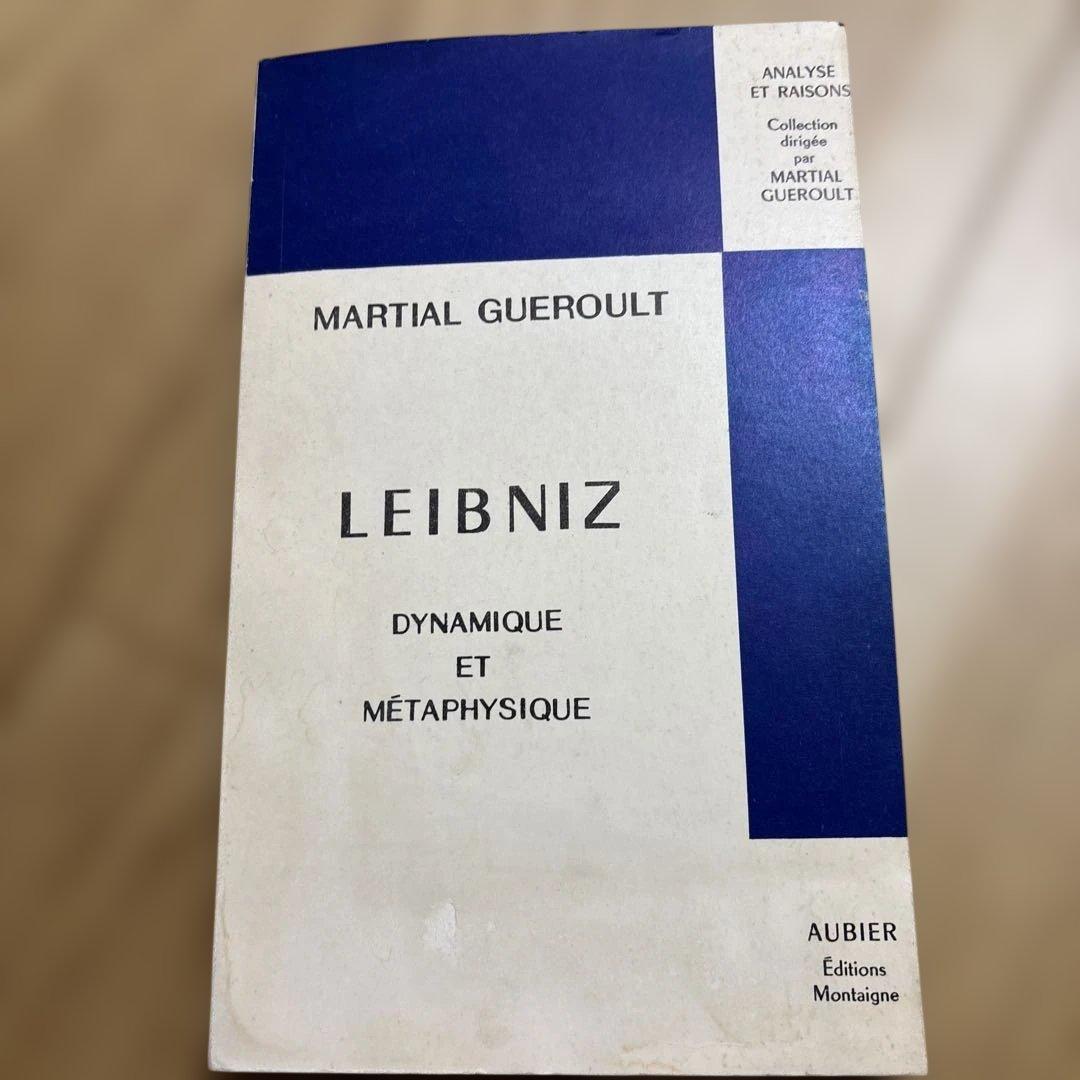 ANALYSE
ET RAISONS
Collection
dirigée
par
MARTIAL
GUEROULT
MARTIAL GUEROULT
LEIBNIZ
DYNAMIQUE
ET
MÉTAPHYSIQUE
AUBIER
Éditions
Montaigne